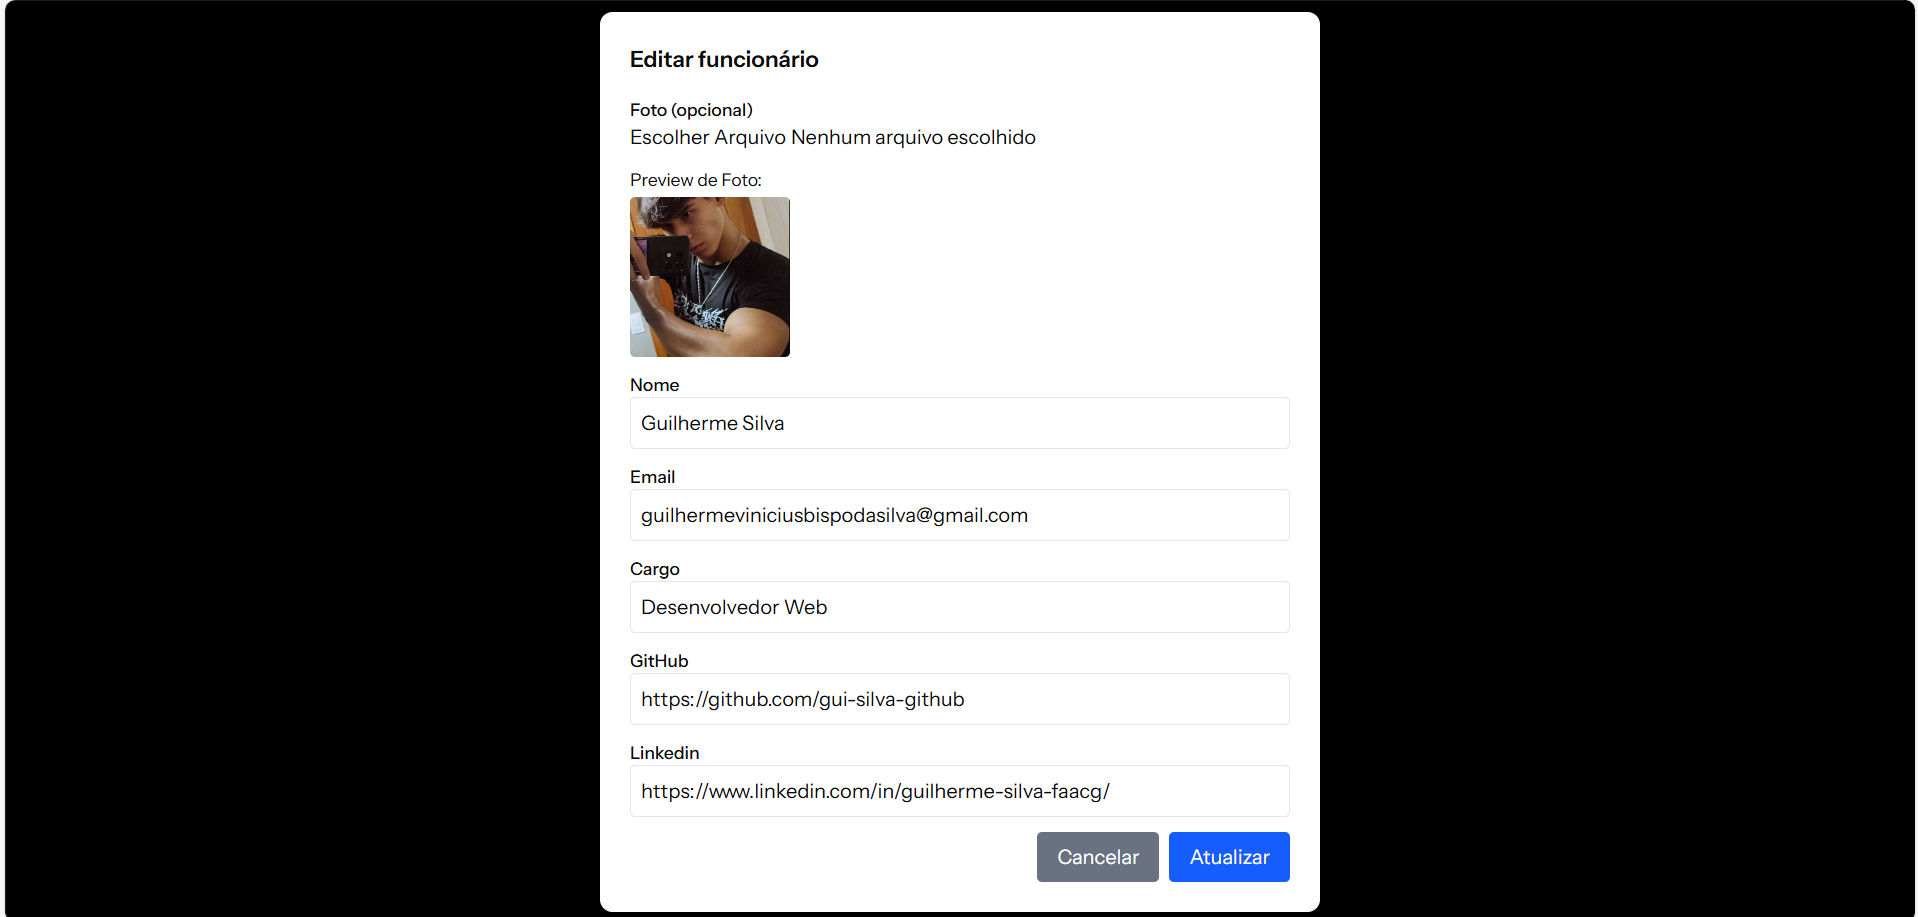 Editar funcionário
Foto (opcional)
Escolher Arquivo Nenhum arquivo escolhido
Preview de Foto:
Nome
Guilherme Silva
Email
guilhermeviniciusbispodasilva@gmail.com
Cargo
Desenvolvedor Web
GitHub
https://github.com/gui-silva-github
Linkedin
https://www.linkedin.com/in/guilherme-silva-faacg/
Cancelar Atualizar